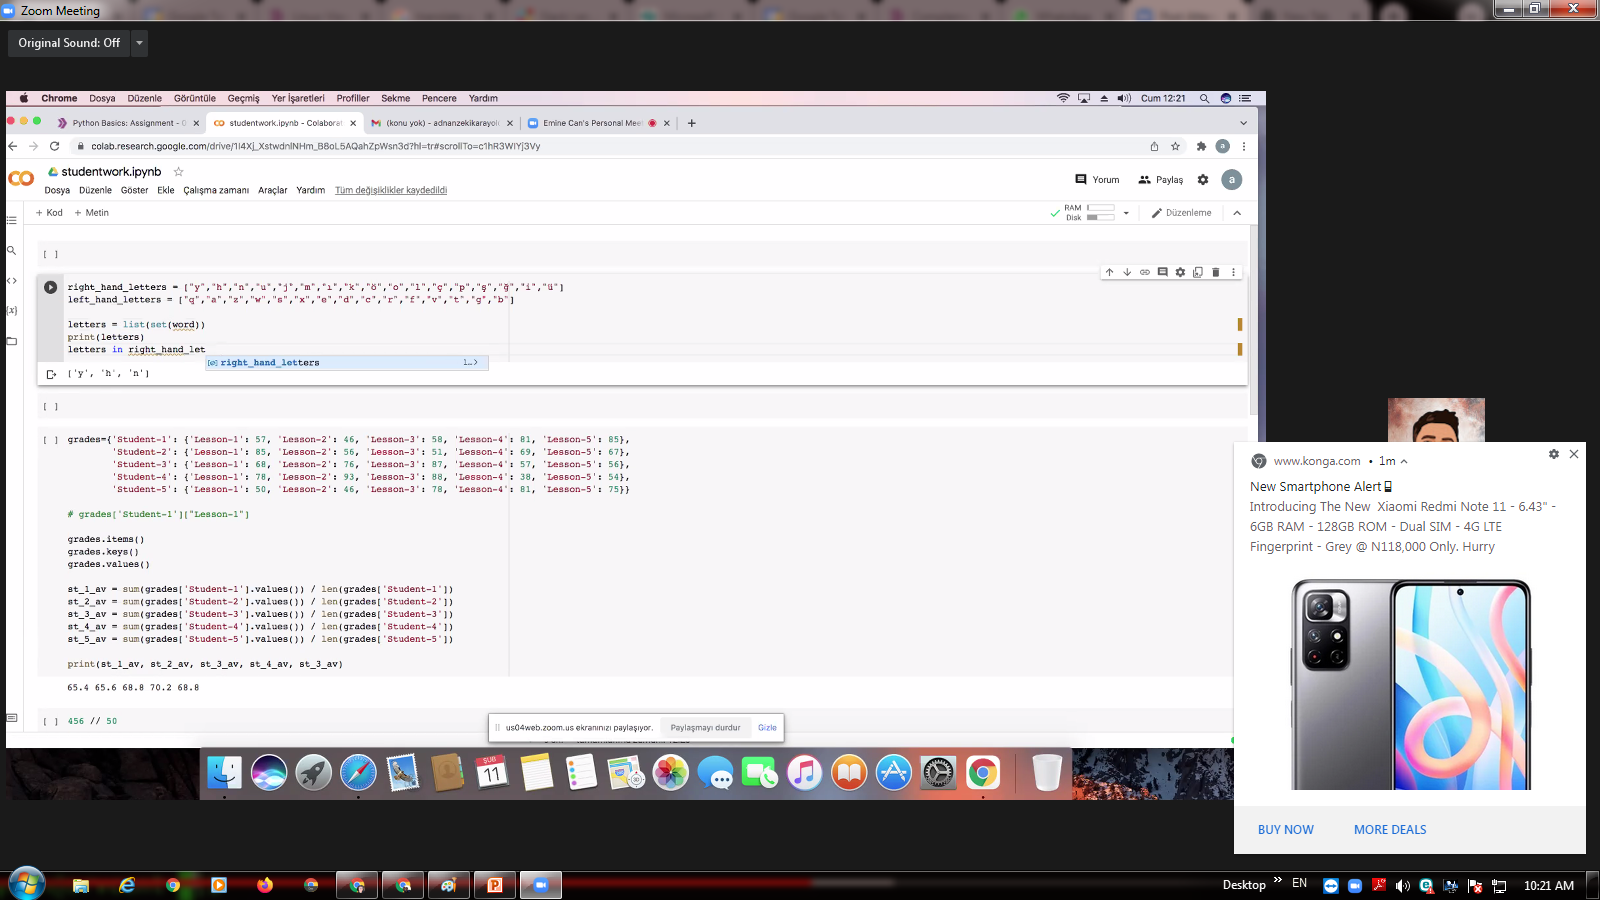 Zoom Meeting
Original Sound: Off
Chrome Dosya Düzenle Görüntüle Geçmiş Yer İşaretleri Profiller Sekme Pencere Yardım Cum 12:21
Python Basics: Assignment - studentwork.ipynb - Colaborat (konu yok) - adnanzekikarayolu Emine Can's Personal Mee
colab.research.google.com/drive/1I4Xj_XstwdnlNHm_B8oL5AQahZpWsn3d?hl=tr#scrollTo=c1hR3WIYj3Vy
studentwork.ipynb
Dosya Düzenle Göster Ekle Çalışma zamanı Araçlar Yardım Tüm değişiklikler kaydedildi
Yorum Paylaş a
+ Kod + Metin
RAM
Disk
Düzenleme
[ ]
right_hand_letters = ["y","h","n","u","j","m","ı","k","ö","o","l","ç","p","ş","ğ","i","ü"]
left_hand_letters = ["q","a","z","w","s","x","e","d","c","r","f","v","t","g","b"]
letters = list(set(word))
print(letters)
letters in right_hand_let
right_hand_letters
['y', 'h', 'n']
[ ]
[ ] grades={'Student-1': {'Lesson-1': 57, 'Lesson-2': 46, 'Lesson-3': 58, 'Lesson-4': 81, 'Lesson-5': 85},
'Student-2': {'Lesson-1': 85, 'Lesson-2': 56, 'Lesson-3': 51, 'Lesson-4': 69, 'Lesson-5': 67},
'Student-3': {'Lesson-1': 68, 'Lesson-2': 76, 'Lesson-3': 87, 'Lesson-4': 57, 'Lesson-5': 56},
'Student-4': {'Lesson-1': 78, 'Lesson-2': 93, 'Lesson-3': 88, 'Lesson-4': 38, 'Lesson-5': 54},
'Student-5': {'Lesson-1': 50, 'Lesson-2': 46, 'Lesson-3': 78, 'Lesson-4': 81, 'Lesson-5': 75}}
# grades['Student-1']["Lesson-1"]
grades.items()
grades.keys()
grades.values()
st_1_av = sum(grades['Student-1'].values()) / len(grades['Student-1'])
st_2_av = sum(grades['Student-2'].values()) / len(grades['Student-2'])
st_3_av = sum(grades['Student-3'].values()) / len(grades['Student-3'])
st_4_av = sum(grades['Student-4'].values()) / len(grades['Student-4'])
st_5_av = sum(grades['Student-5'].values()) / len(grades['Student-5'])
print(st_1_av, st_2_av, st_3_av, st_4_av, st_3_av)
65.4 65.6 68.8 70.2 68.8
[ ] 456 // 50
us04web.zoom.us ekranınızı paylaşıyor. Paylaşmayı durdur Gizle
ŞUB
11
www.konga.com • 1m
New Smartphone Alert
Introducing The New Xiaomi Redmi Note 11 - 6.43" -
6GB RAM - 128GB ROM - Dual SIM - 4G LTE
Fingerprint - Grey @ N118,000 Only. Hurry
BUY NOW MORE DEALS
Desktop EN 10:21 AM